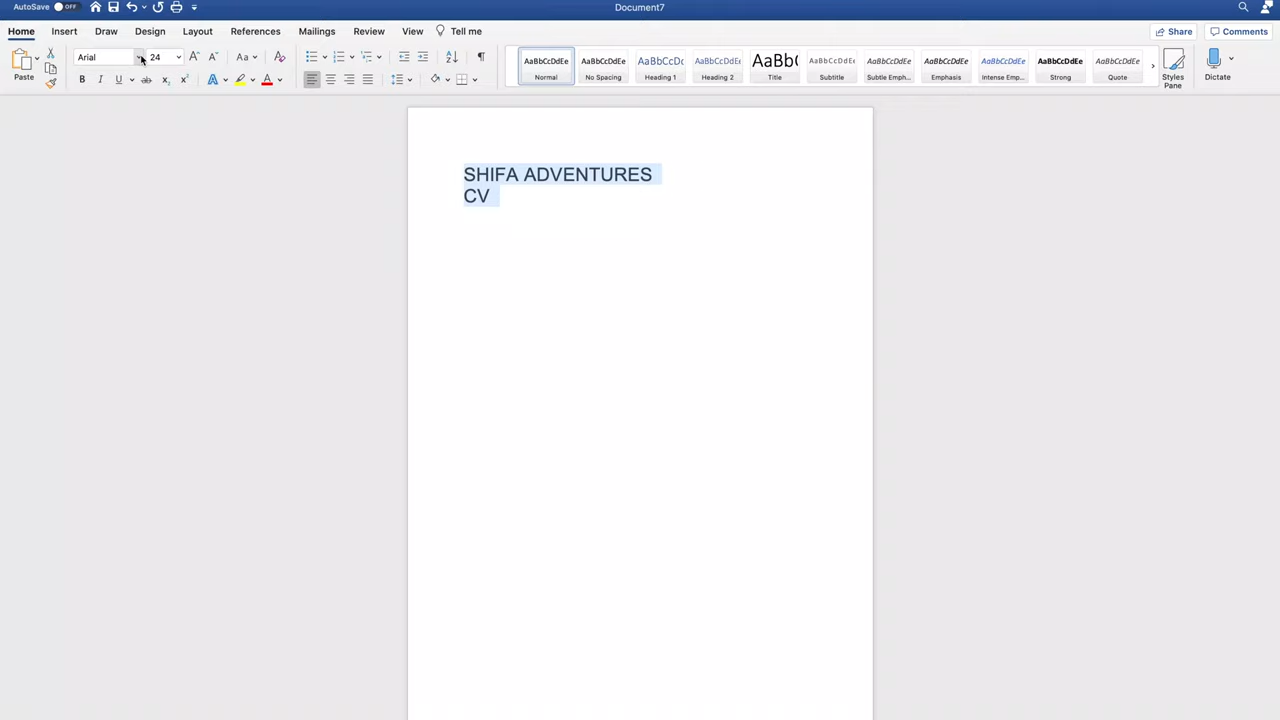 AutoSave OFF Document7
Home Insert Draw Design Layout References Mailings Review View Tell me Share Comments
Paste Arial 24 Aa
AaBbCcDdEe AaBbCcDdEe AaBbCcDc AaBbCcDdEe AaBb( AaBbCcDdEe AaBbCcDdEe AaBbCcDdEe AaBbCcDdEe AaBbCcDdEe AaBbCcDdEe
Normal No Spacing Heading 1 Heading 2 Title Subtitle Subtle Emph... Emphasis Intense Emp... Strong Quote
Styles Pane
Dictate
SHIFA ADVENTURES
CV